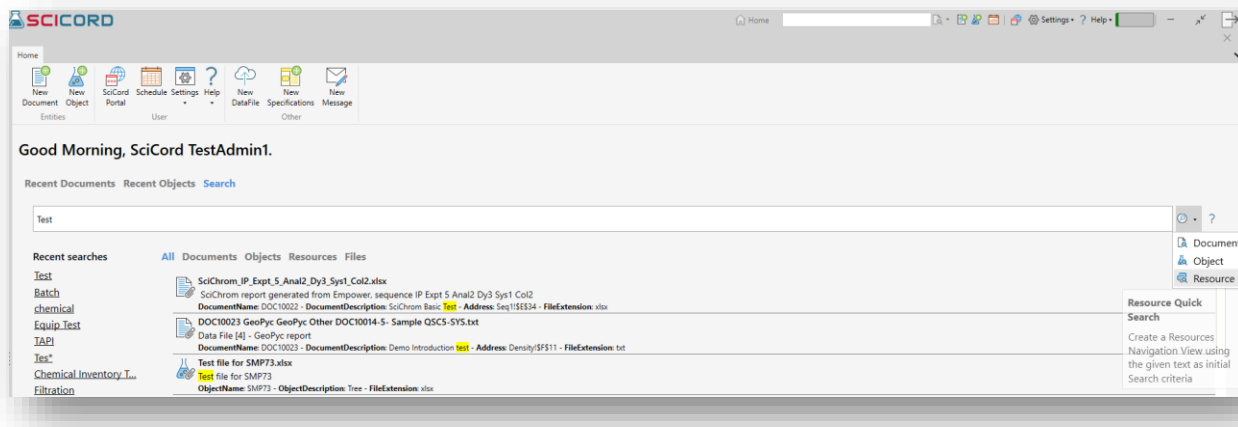 SCICORD
Home
Settings
Help
Home
New Document
New Object
SciCord Portal
Schedule
Settings
Help
New DataFile
New Specifications
New Message
Entities
User
Other
Good Morning, SciCord TestAdmin1.
Recent Documents Recent Objects Search
Test
?
Document
Object
Resource
Resource Quick
Search
Create a Resources
Navigation View using
the given text as initial
Search criteria
Recent searches
Test
Batch
chemical
Equip Test
TAPI
Tes*
Chemical Inventory T...
Filtration
All Documents Objects Resources Files
SciChrom_IP_Expt_5_Anal2_Dy3_Sys1_Col2.xlsx
SciChrom report generated from Empower, sequence IP Expt 5 Anal2 Dy3 Sys1 Col2
DocumentName: DOC10022 - DocumentDescription: SciChrom Basic Test - Address: Seq1!$E$34 - FileExtension: xlsx
DOC10023 GeoPyc GeoPyc Other DOC10014-5- Sample QSC5-SYS.txt
Data File [4] - GeoPyc report
DocumentName: DOC10023 - DocumentDescription: Demo Introduction test - Address: Density!$F$11 - FileExtension: txt
Test file for SMP73.xlsx
Test file for SMP73
ObjectName: SMP73 - ObjectDescription: Tree - FileExtension: xlsx